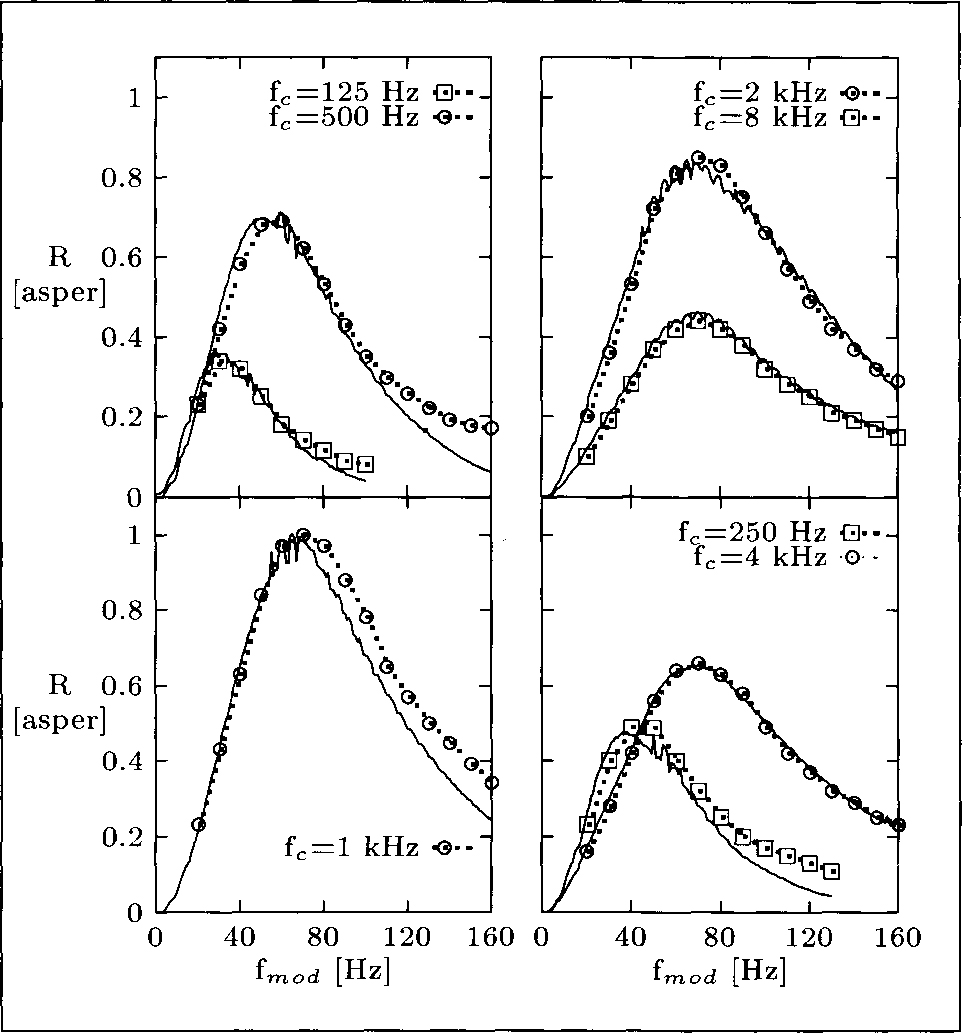 f_c=125 Hz
f_c=500 Hz
1
0.8
0.6
R
[asper]
0.4
0.2
0
f_c=2 kHz
f_c=8 kHz
1
0.8
0.6
R
[asper]
0.4
0.2
0
f_c=1 kHz
f_c=250 Hz
f_c=4 kHz
0 40 80 120 160
0 40 80 120 160
f_mod [Hz]
f_mod [Hz]